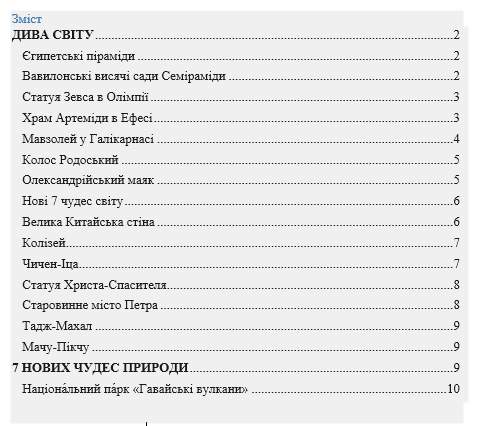 Зміст
ДИВА СВІТУ 2
Єгипетські піраміди 2
Вавилонські висячі сади Семіраміди 2
Статуя Зевса в Олімпії 3
Храм Артеміди в Ефесі 3
Мавзолей у Галікарнасі 4
Колос Родоський 5
Олександрійський маяк 5
Нові 7 чудес світу 6
Велика Китайська стіна 6
Колізей 7
Чичен-Іца 7
Статуя Христа-Спасителя 8
Старовинне місто Петра 8
Тадж-Махал 9
Мачу-Пікчу 9
7 НОВИХ ЧУДЕС ПРИРОДИ 9
Націона́льний па́рк «Гавайські вулкани» 10